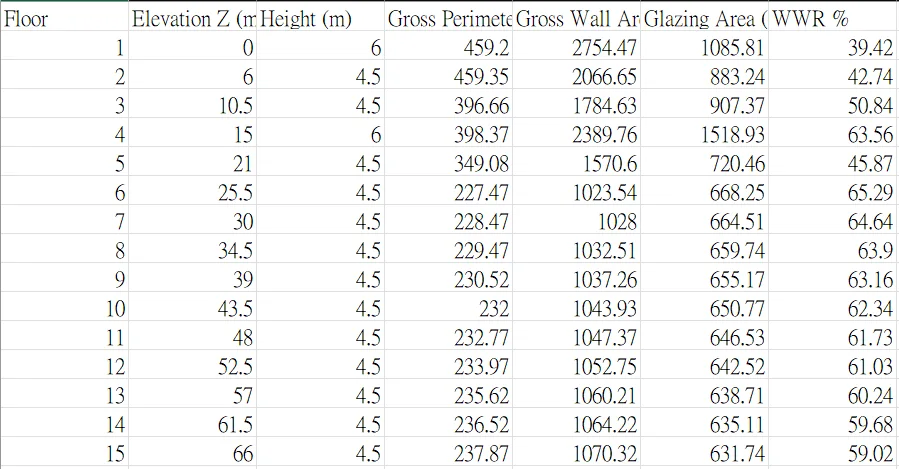 Floor Elevation Z (m Height (m) Gross Perimete Gross Wall Ar Glazing Area ( WWR %
1 0 6 459.2 2754.47 1085.81 39.42
2 6 4.5 459.35 2066.65 883.24 42.74
3 10.5 4.5 396.66 1784.63 907.37 50.84
4 15 6 398.37 2389.76 1518.93 63.56
5 21 4.5 349.08 1570.6 720.46 45.87
6 25.5 4.5 227.47 1023.54 668.25 65.29
7 30 4.5 228.47 1028 664.51 64.64
8 34.5 4.5 229.47 1032.51 659.74 63.9
9 39 4.5 230.52 1037.26 655.17 63.16
10 43.5 4.5 232 1043.93 650.77 62.34
11 48 4.5 232.77 1047.37 646.53 61.73
12 52.5 4.5 233.97 1052.75 642.52 61.03
13 57 4.5 235.62 1060.21 638.71 60.24
14 61.5 4.5 236.52 1064.22 635.11 59.68
15 66 4.5 237.87 1070.32 631.74 59.02